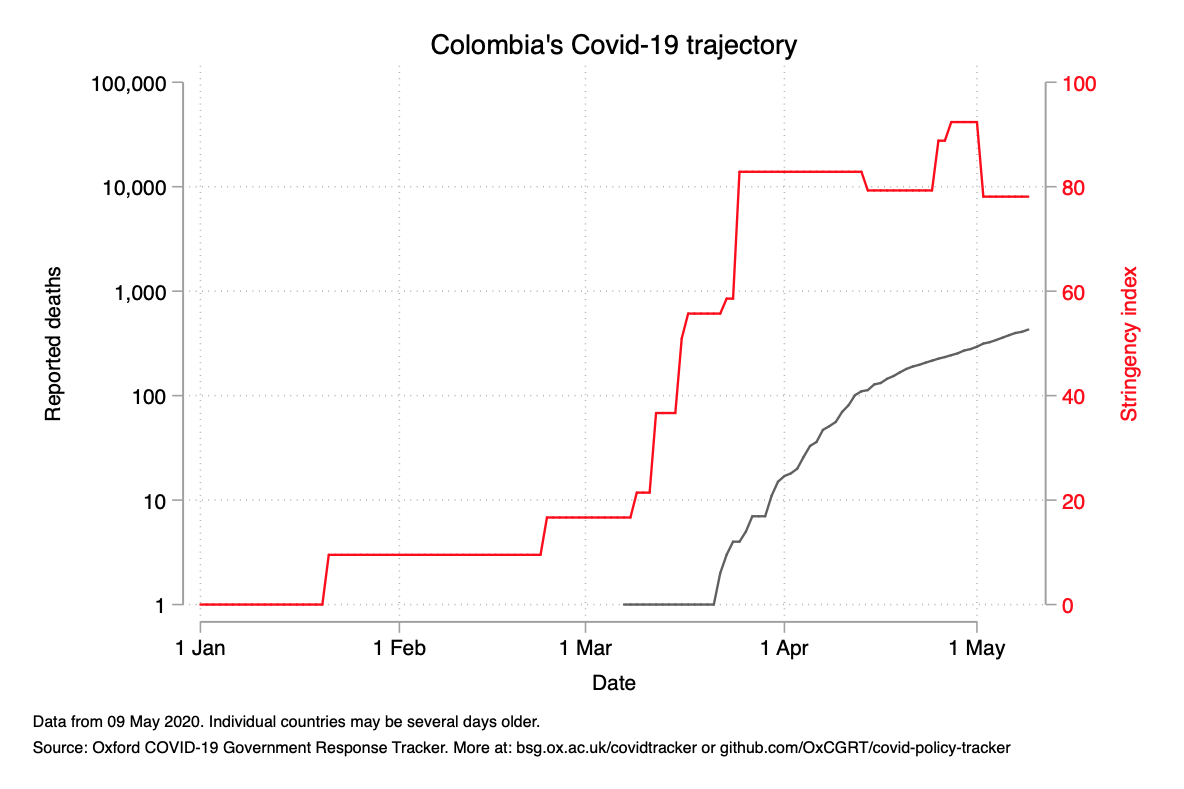 Colombia's Covid-19 trajectory
100,000
10,000
1,000
100
10
1
Reported deaths
100
80
60
40
20
0
Stringency index
1 Jan
1 Feb
1 Mar
1 Apr
1 May
Date
Data from 09 May 2020. Individual countries may be several days older.
Source: Oxford COVID-19 Government Response Tracker. More at: bsg.ox.ac.uk/covidtracker or github.com/OxCGRT/covid-policy-tracker